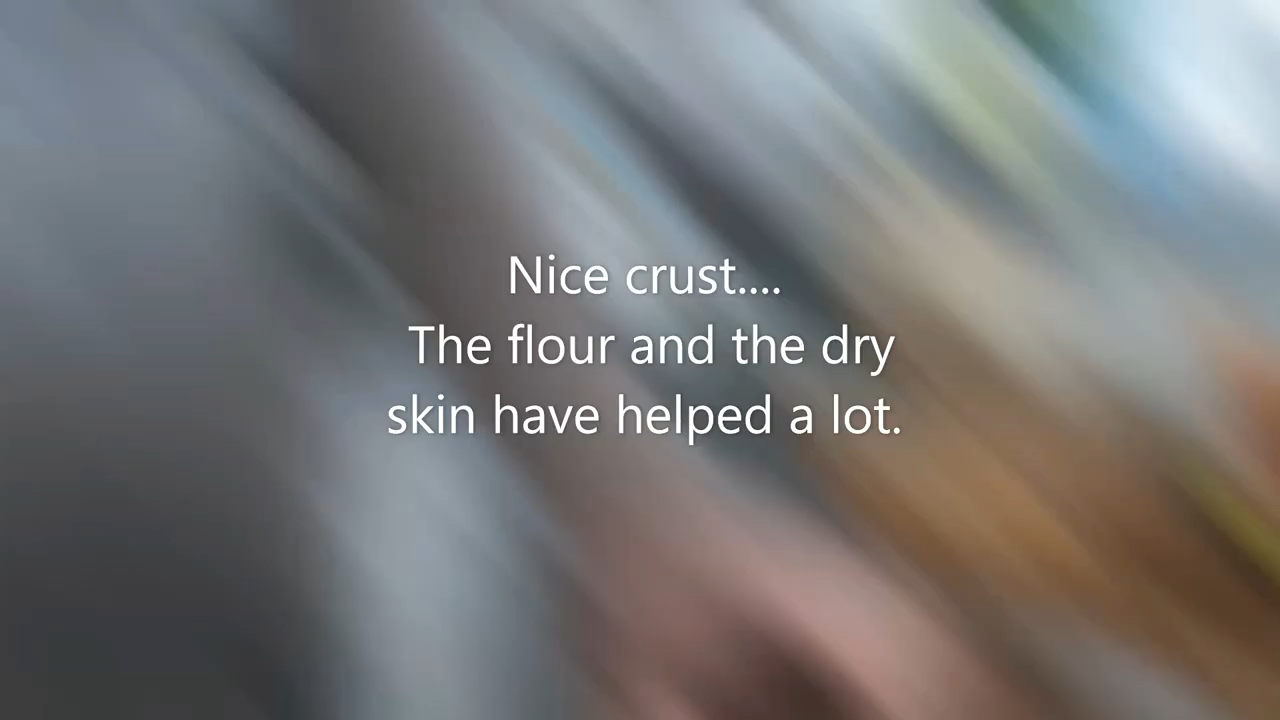 Nice crust....
The flour and the dry
skin have helped a lot.